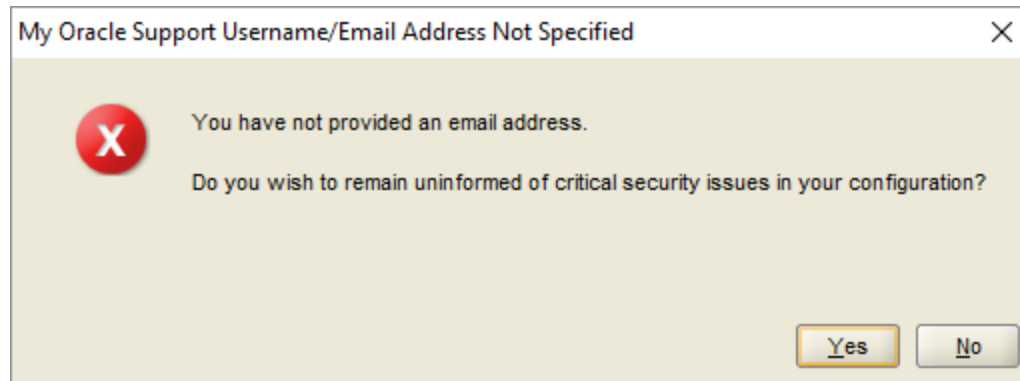 My Oracle Support Username/Email Address Not Specified
You have not provided an email address.
Do you wish to remain uninformed of critical security issues in your configuration?
Yes
No